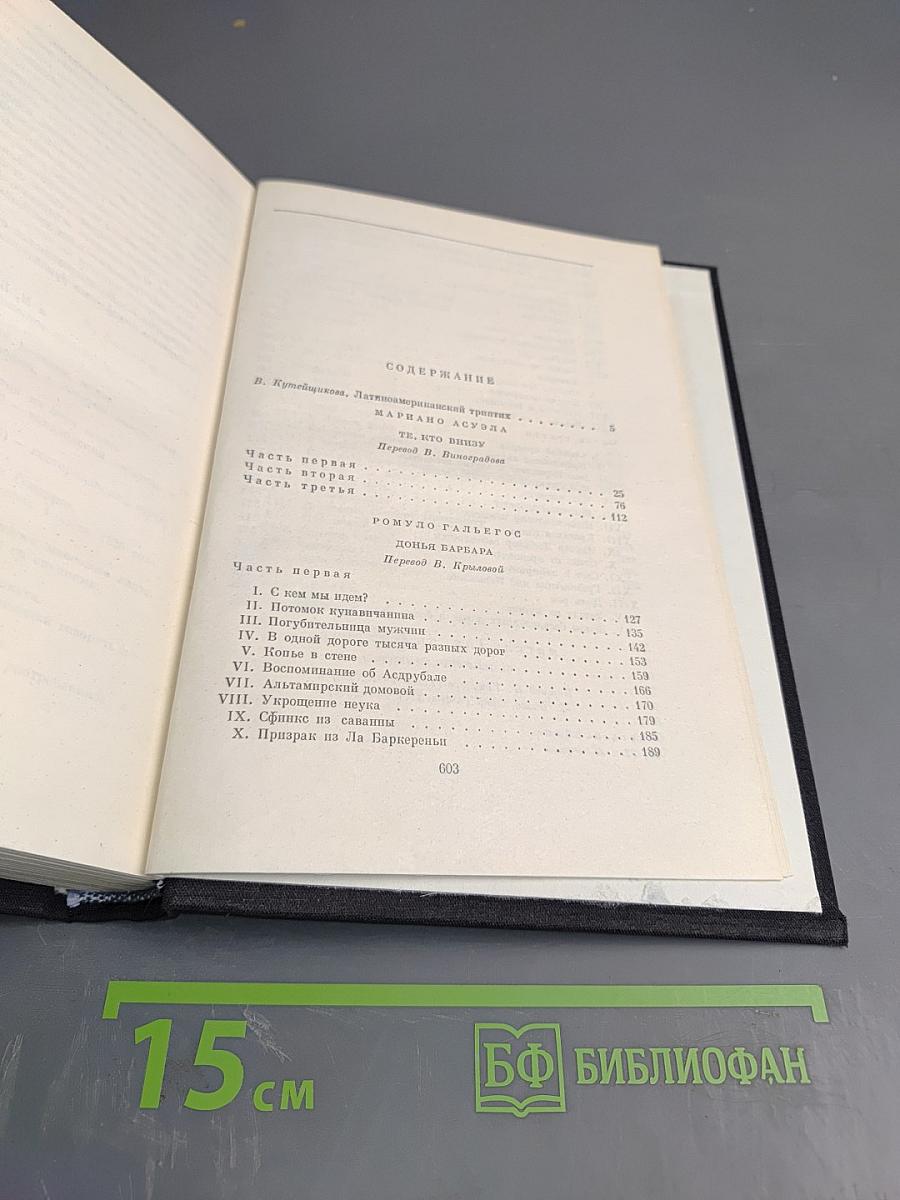 СОДЕРЖАНИЕ
В. Кутейщикова. Латиноамериканский триптих . . . . . . . . 5
МАРИАНО АСУЭЛА
ТЕ, КТО ВНИЗУ
Перевод В. Виноградова
Часть первая . . . . . . . . . . . . . . . . . . . . 25
Часть вторая . . . . . . . . . . . . . . . . . . . . 76
Часть третья . . . . . . . . . . . . . . . . . . . . 112
РОМУЛО ГАЛЬЕГОС
ДОНЬЯ БАРБАРА
Перевод В. Крыловой
Часть первая
I. С кем мы идем? . . . . . . . . . . . . . . . . . . 127
II. Потомок кунавичанина . . . . . . . . . . . . . . . 135
III. Погубительница мужчин . . . . . . . . . . . . . . 142
IV. В одной дороге тысяча разных дорог . . . . . . . . 153
V. Копье в стене . . . . . . . . . . . . . . . . . . . 159
VI. Воспоминание об Асдрубале . . . . . . . . . . . . 166
VII. Альтамирский домовой . . . . . . . . . . . . . . 170
VIII. Укрощение неука . . . . . . . . . . . . . . . . 179
IX. Сфинкс из саванны . . . . . . . . . . . . . . . . 185
X. Призрак из Ла Баркереньи . . . . . . . . . . . . . 189
603
15 см
БФ БИБЛИОФАН